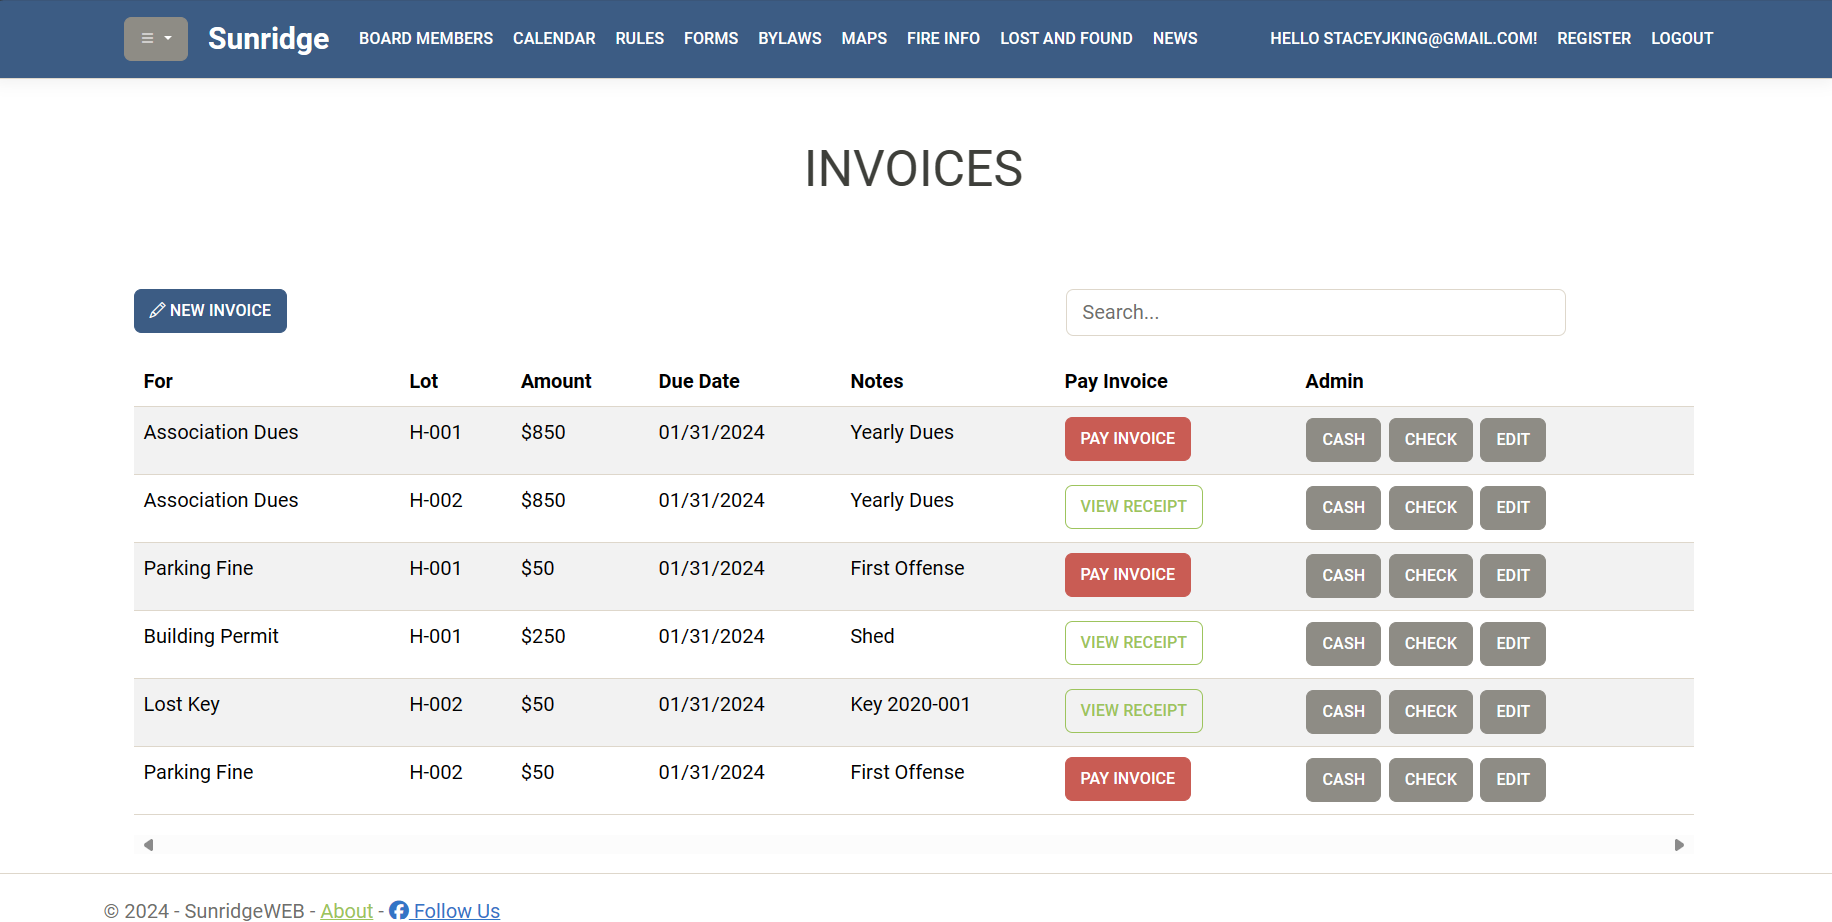 Sunridge BOARD MEMBERS CALENDAR RULES FORMS BYLAWS MAPS FIRE INFO LOST AND FOUND NEWS HELLO STACEYJKING@GMAIL.COM! REGISTER LOGOUT
INVOICES
NEW INVOICE Search...
For Lot Amount Due Date Notes Pay Invoice Admin
Association Dues H-001 $850 01/31/2024 Yearly Dues PAY INVOICE CASH CHECK EDIT
Association Dues H-002 $850 01/31/2024 Yearly Dues VIEW RECEIPT CASH CHECK EDIT
Parking Fine H-001 $50 01/31/2024 First Offense PAY INVOICE CASH CHECK EDIT
Building Permit H-001 $250 01/31/2024 Shed VIEW RECEIPT CASH CHECK EDIT
Lost Key H-002 $50 01/31/2024 Key 2020-001 VIEW RECEIPT CASH CHECK EDIT
Parking Fine H-002 $50 01/31/2024 First Offense PAY INVOICE CASH CHECK EDIT
© 2024 - SunridgeWEB - About - Follow Us